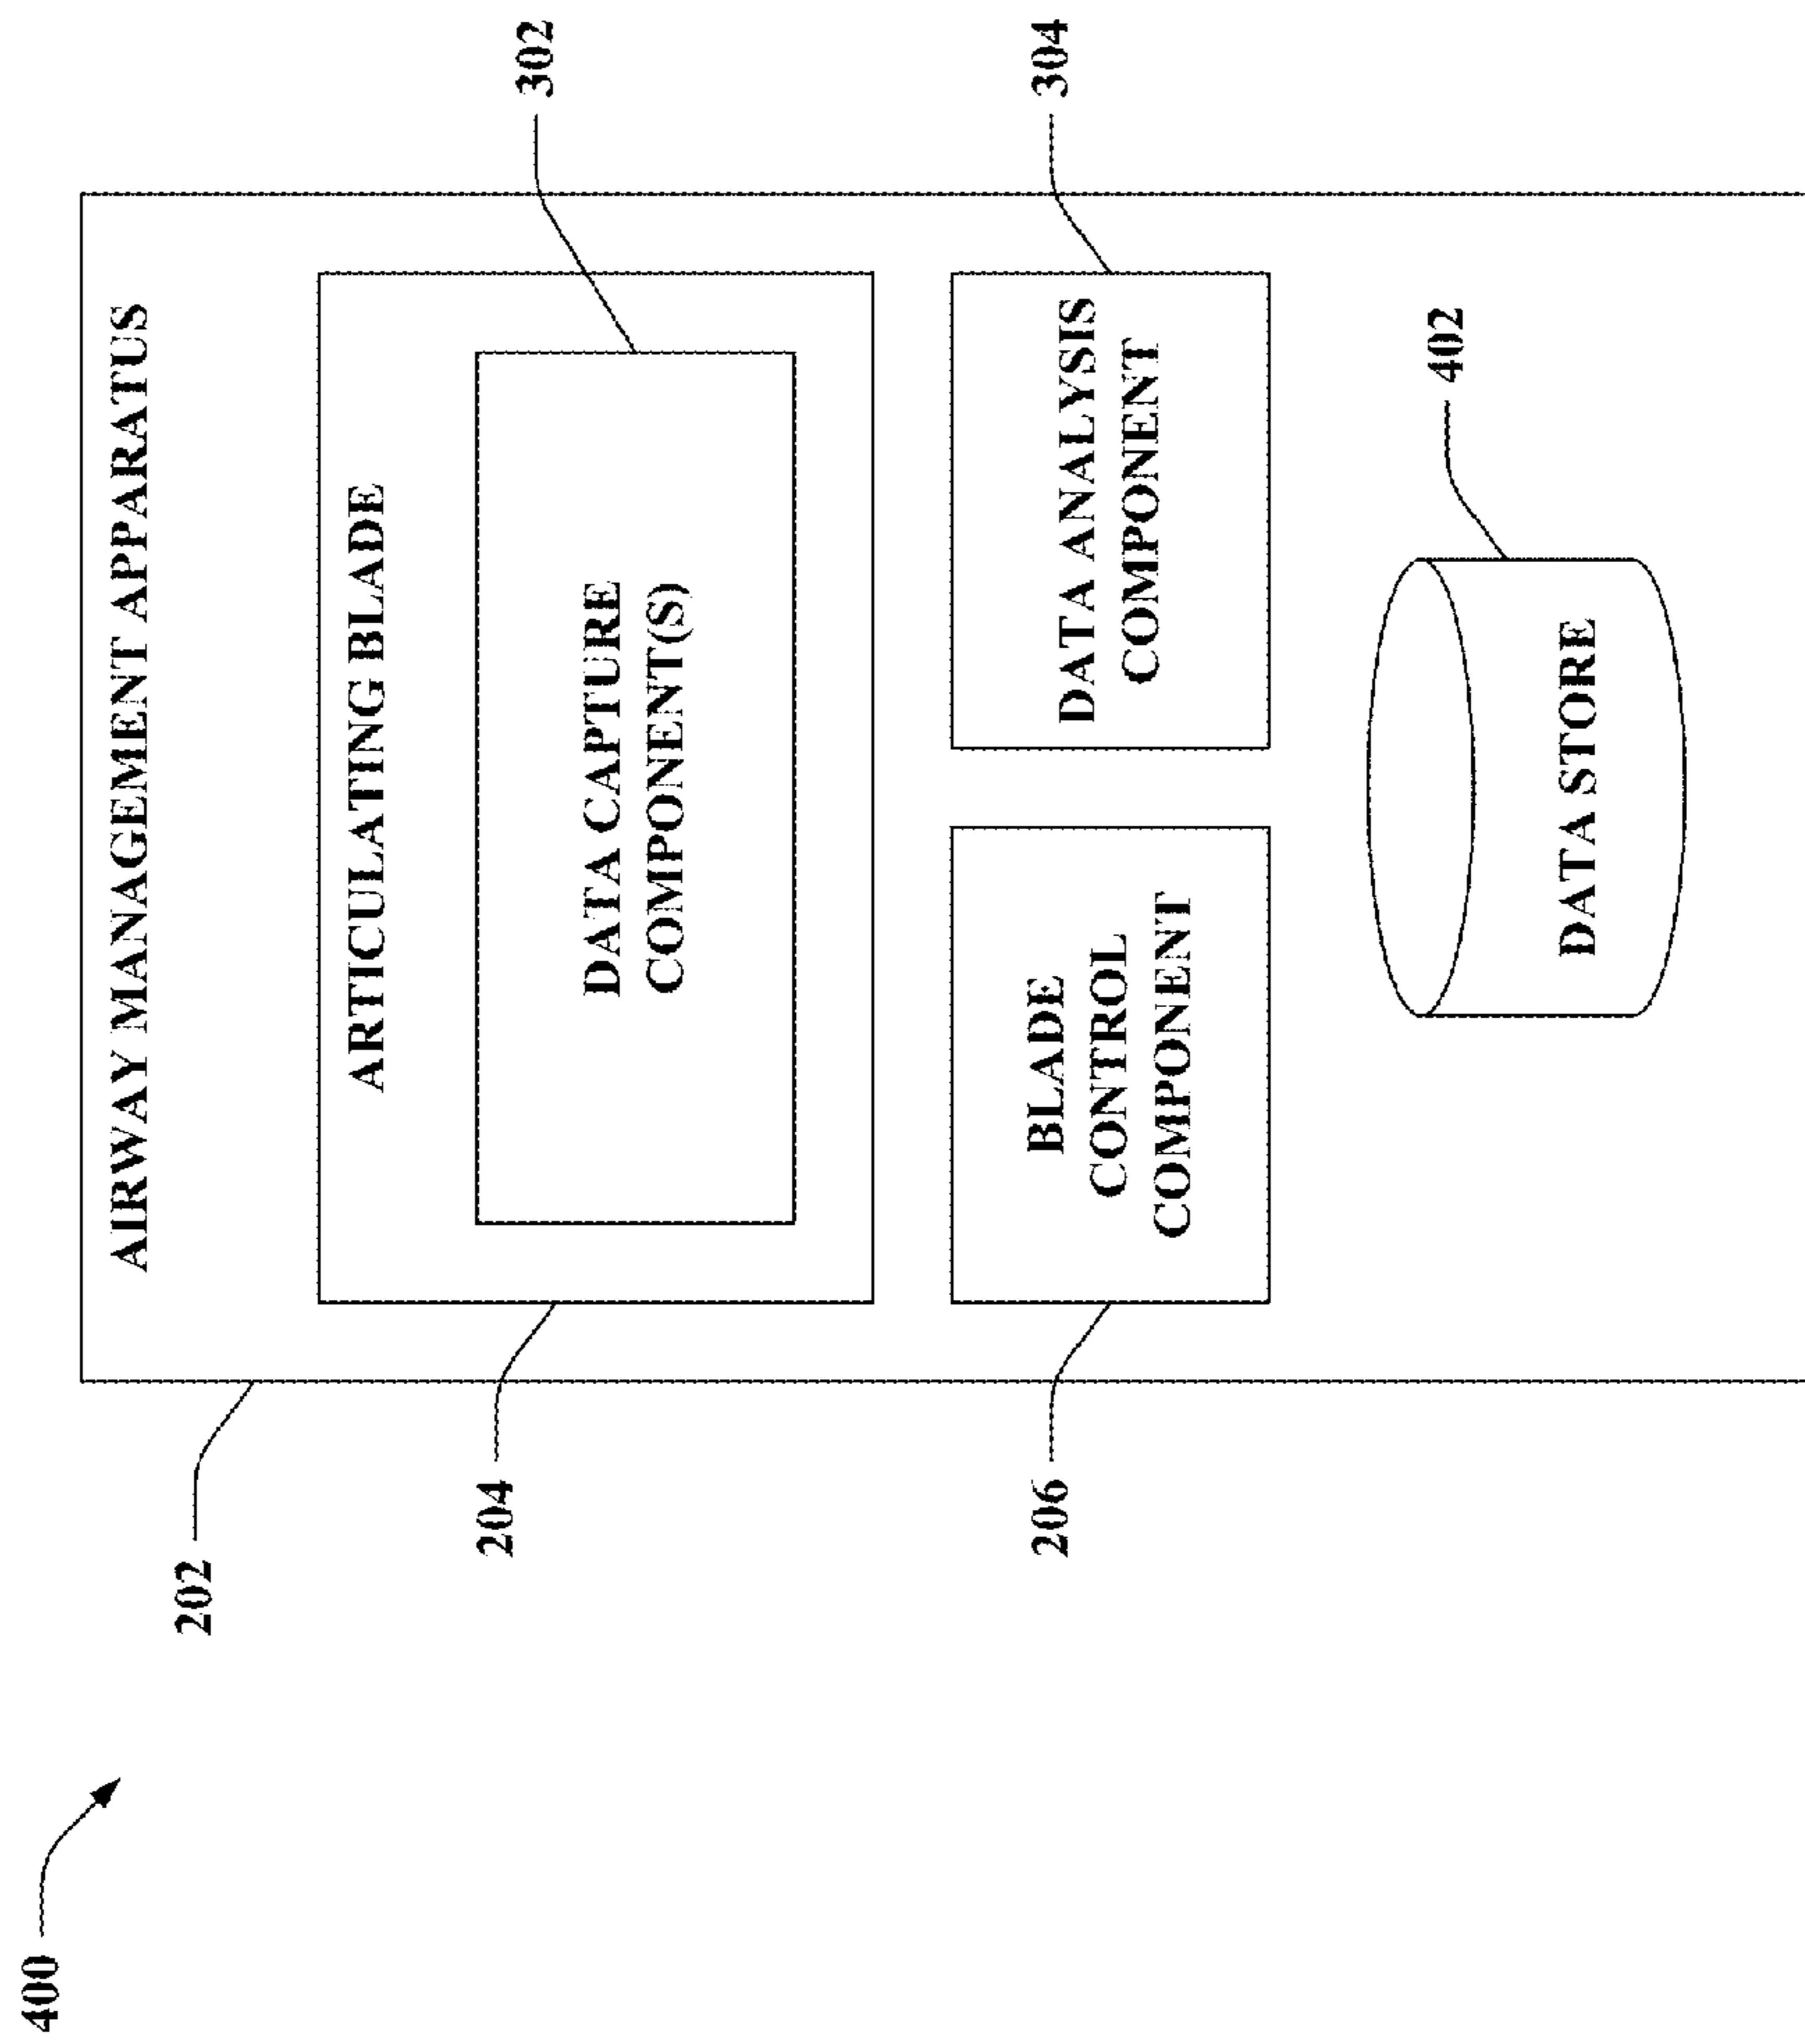 400
AIRWAY MANAGEMENT APPARATUS
202
ARTICULATING BLADE
204
302
DATA CAPTURE
COMPONENT(S)
206
BLADE
CONTROL
COMPONENT
DATA ANALYSIS
COMPONENT
304
402
DATA STORE